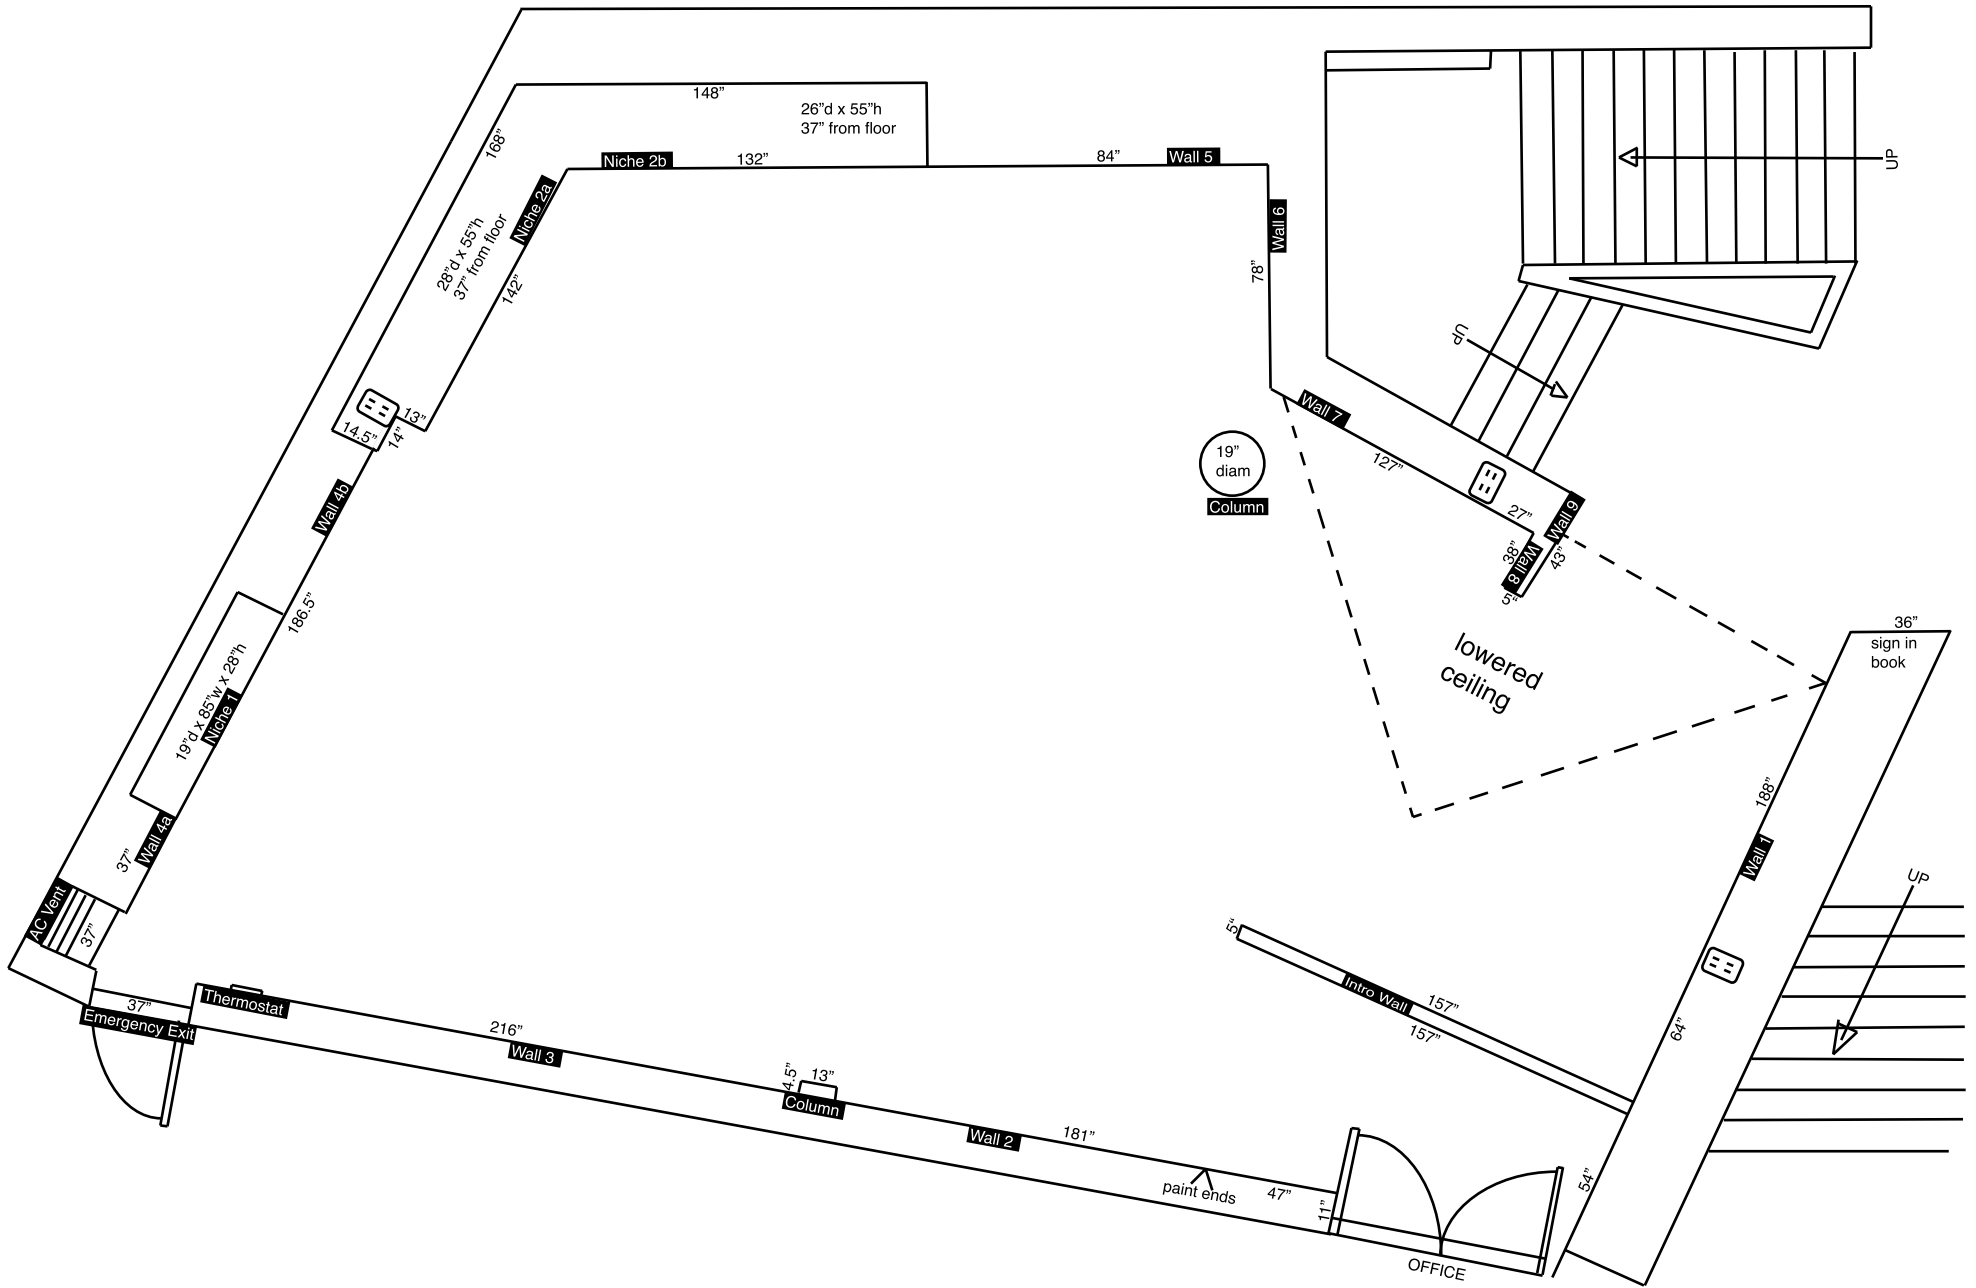 148”
26”d x 55”h
37” from floor
168”
Niche 2b
132”
84”
Wall 5
UP
Niche 2a
28”d x 55”h
37” from floor
142”
Wall 6
78”
UP
13”
14.5”
14”
Wall 7
127”
19”
diam
Column
27”
Wall 9
38”
Wall 8
43”
5“
Wall 4b
186.5”
lowered
ceiling
36”
sign in
book
19”d x 85”w x 28”h
Niche 1
188”
Wall 1
37”
Wall 4a
UP
AC Vent
37”
5“
Intro Wall
157”
157”
64”
37”
Emergency Exit
Thermostat
216”
Wall 3
4.5”
13”
Column
Wall 2
181”
paint ends
47”
11”
54”
OFFICE